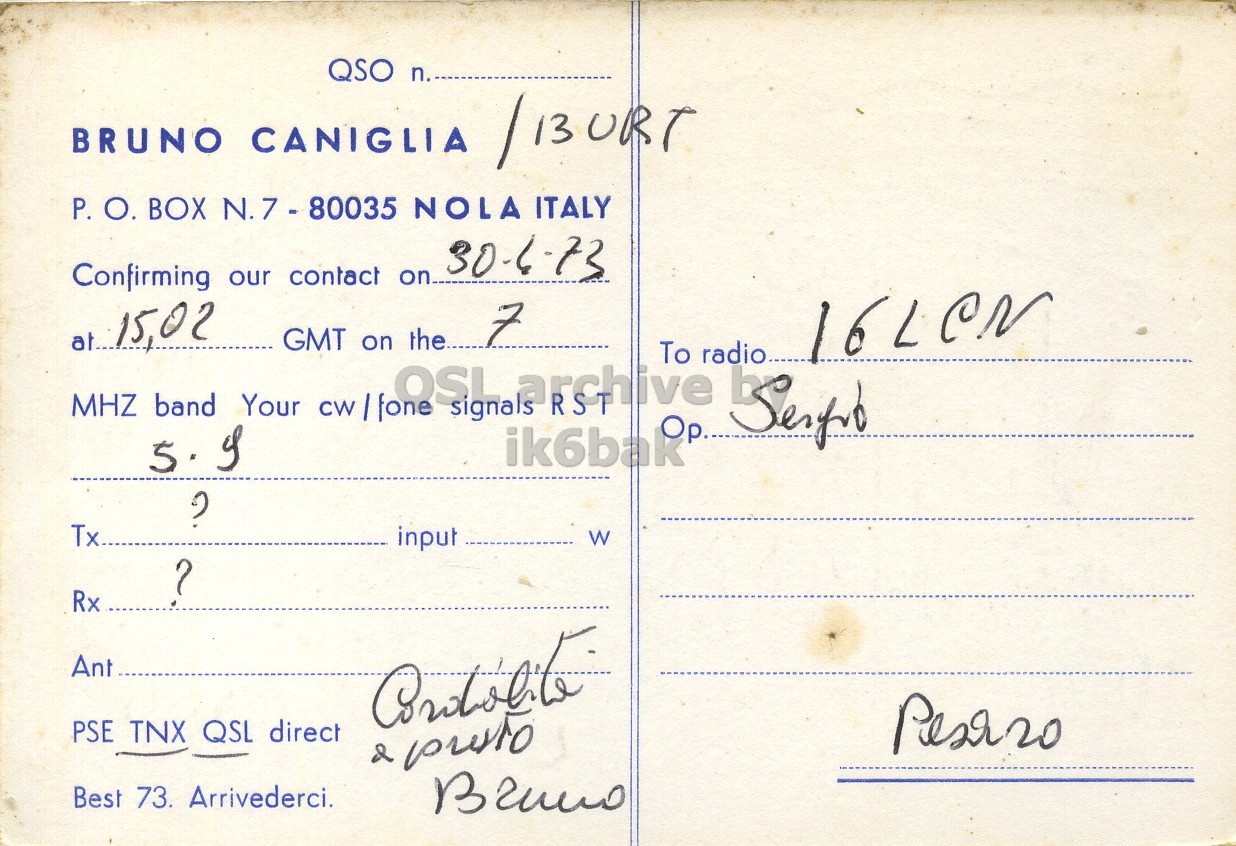 QSO n.
BRUNO CANIGLIA /I3URT
P. O. BOX N. 7 - 80035 NOLA ITALY
Confirming our contact on 30-6-73
at 15,02 GMT on the 7
MHZ band Your cw/fone signals R S T
5.9
Tx ? input w
Rx ?
Ant
PSE TNX QSL direct
Cordialità
a presto
Best 73. Arrivederci. Bruno
To radio I6LCN
Op. Sergio
Pesaro
QSL archive by
ik6bak